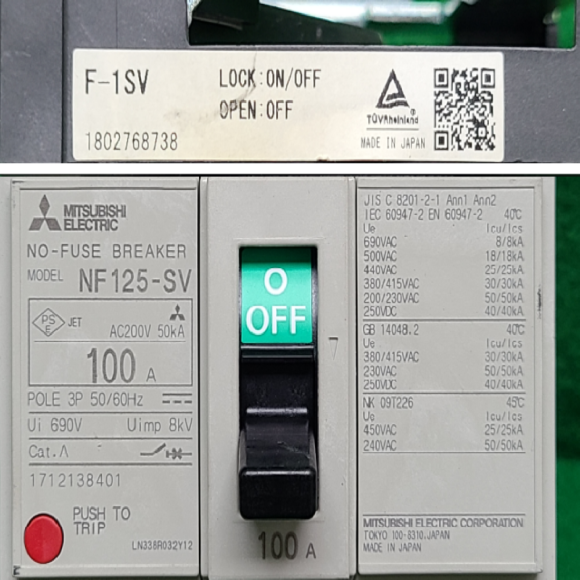 F-1SV LOCK:ON/OFF
OPEN:OFF
TÜVRheinland
1802768738 MADE IN JAPAN
MITSUBISHI
ELECTRIC
NO-FUSE BREAKER
MODEL NF125-SV
PS
E JET
AC200V 50kA
100 A
POLE 3P 50/60Hz
Ui 690V Uimp 8kV
Cat.A
1712138401
PUSH TO
TRIP
LN338R032Y12
O
OFF
7
100 A
JIS C 8201-2-1 Ann1 Ann2
IEC 60947-2 EN 60947-2 40℃
Ue Icu/Ics
690VAC 8/8kA
500VAC 18/18kA
440VAC 25/25kA
380/415VAC 30/30kA
200/230VAC 50/50kA
250VDC 40/40kA
GB 14048.2 40℃
Ue Icu/Ics
380/415VAC 30/30kA
230VAC 50/50kA
250VDC 40/40kA
NK 09T226 45℃
Ue Icu/Ics
450VAC 25/25kA
240VAC 50/50kA
MITSUBISHI ELECTRIC CORPORATION
TOKYO 100-8310,JAPAN
MADE IN JAPAN